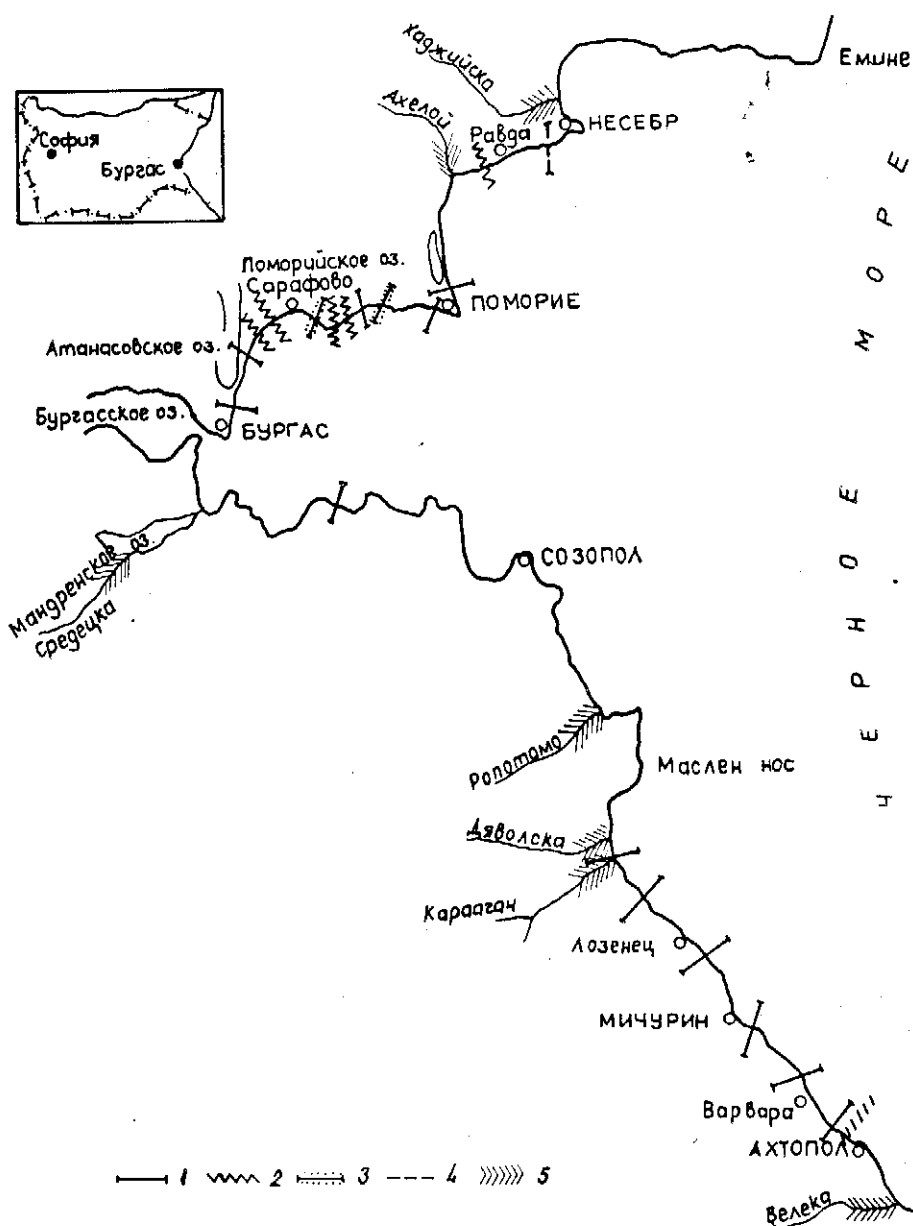 Емине
Хаджийска
Ахелой
НЕСЕБР
Равда
София
Бургас
Поморийское оз.
Сарафово
ПОМОРИЕ
Атанасовское оз.
Бургасское оз.
БУРГАС
ЧЕРНОЕ МОРЕ
СОЗОПОЛ
Мандренское оз.
Средецка
Ропотамо
Маслен нос
Дяволска
Караагач
Лозенец
МИЧУРИН
Варвара
АХТОПОЛ
1 2 3 4 5
Велека